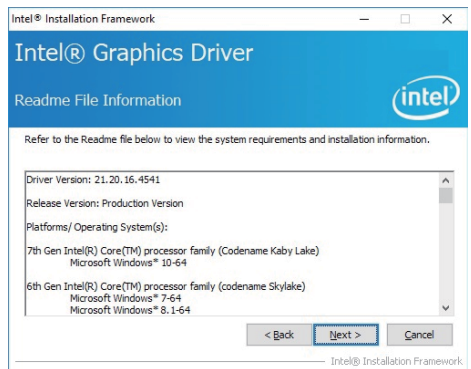 Intel® Installation Framework
Intel® Graphics Driver
Readme File Information
intel
Refer to the Readme file below to view the system requirements and installation information.
Driver Version: 21.20.16.4541
Release Version: Production Version
Platforms/ Operating System(s):
7th Gen Intel(R) Core(TM) processor family (Codename Kaby Lake)
Microsoft Windows* 10-64
6th Gen Intel(R) Core(TM) processor family (codename Skylake)
Microsoft Windows* 7-64
Microsoft Windows* 8.1-64
< Back Next > Cancel
Intel® Installation Framework